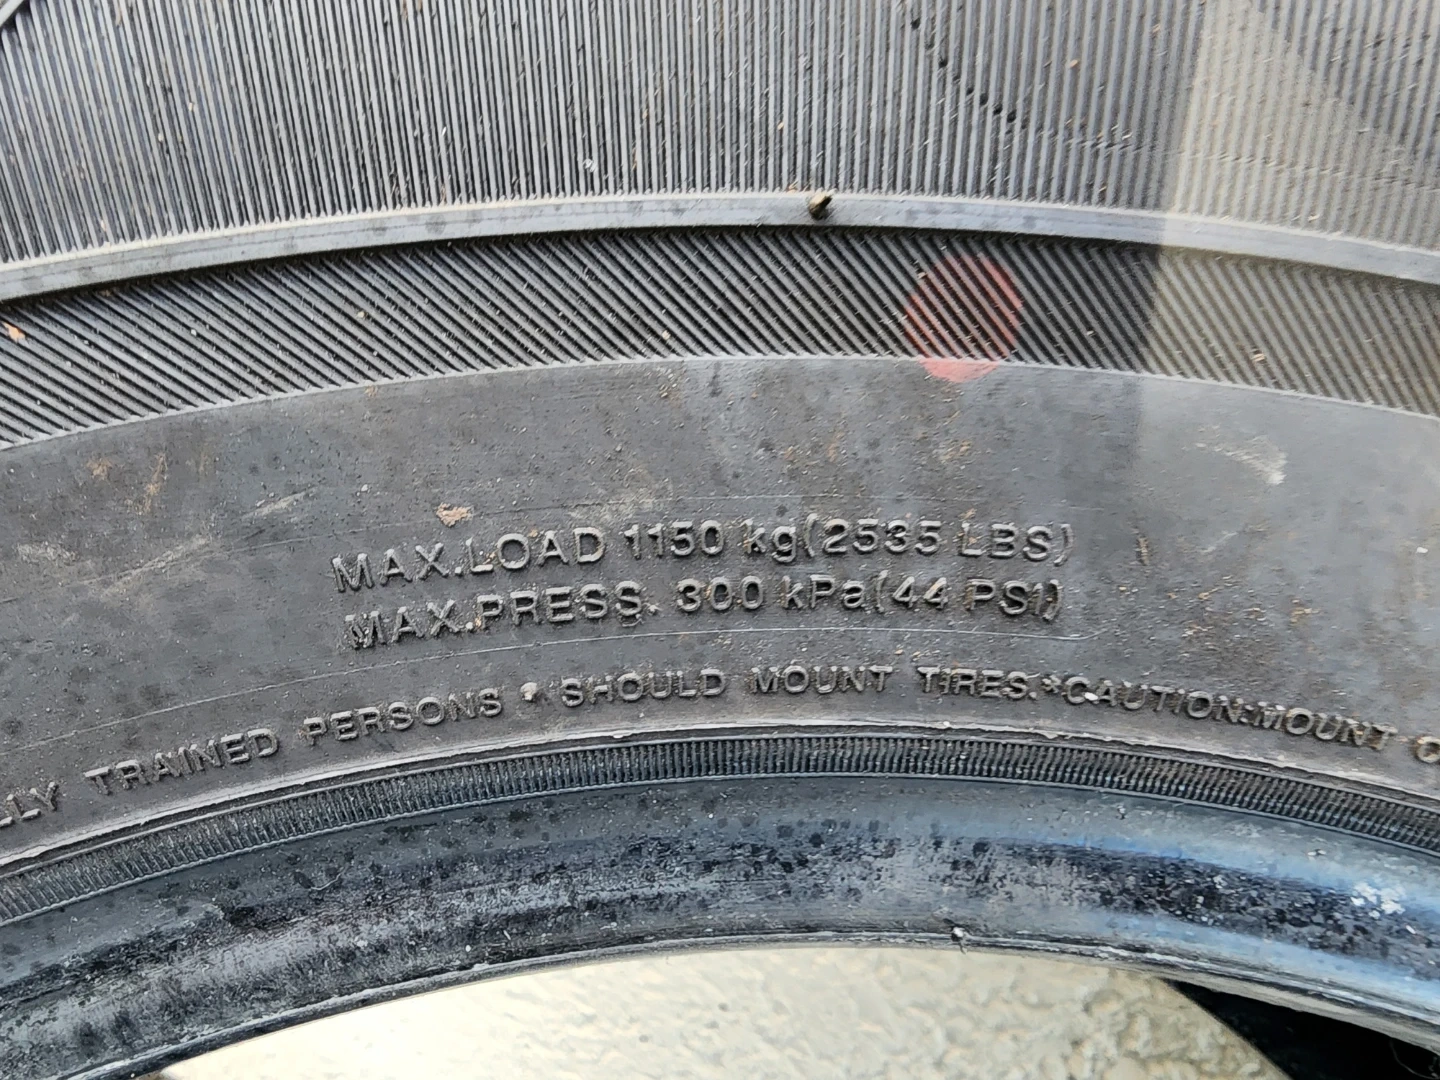 MAX.LOAD 1150 kg(2535 LBS)
MAX.PRESS. 300 kPa(44 PSI)
LLY TRAINED PERSONS • SHOULD MOUNT TIRES.*CAUTION:MOUNT O